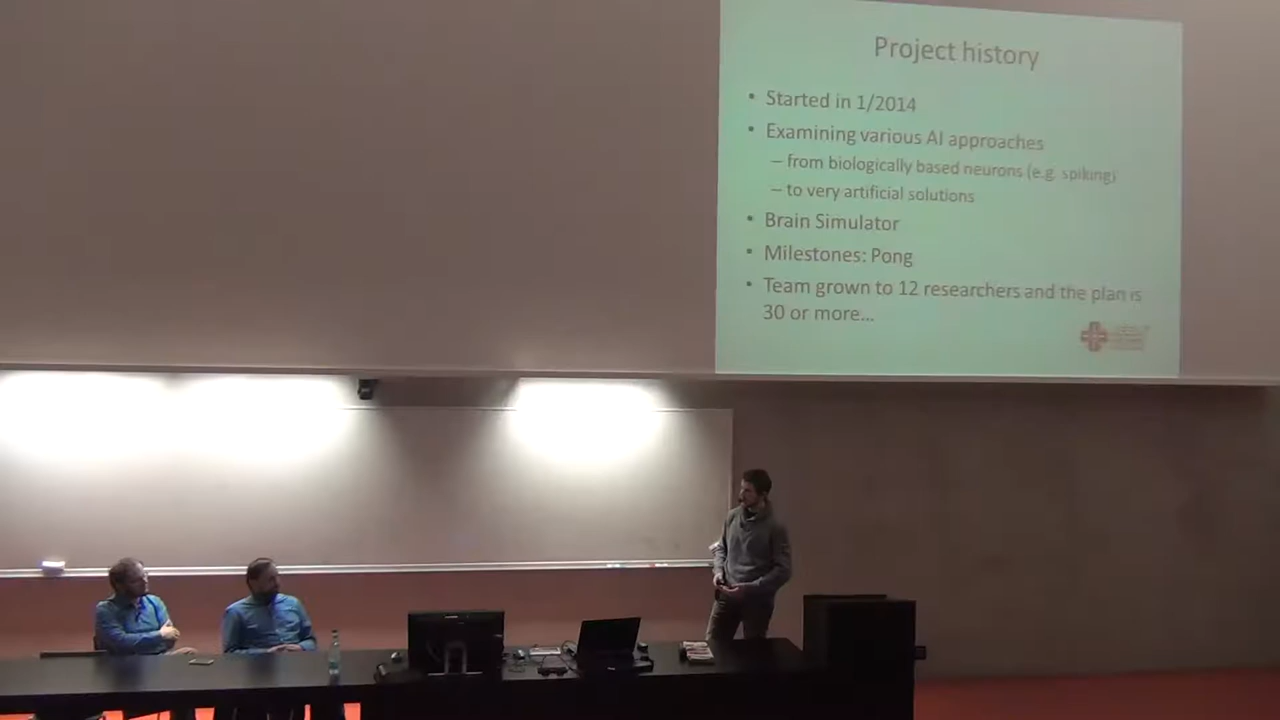 Project history
• Started in 1/2014
• Examining various AI approaches
– from biologically based neurons (e.g. spiking)
– to very artificial solutions
• Brain Simulator
• Milestones: Pong
• Team grown to 12 researchers and the plan is
30 or more...